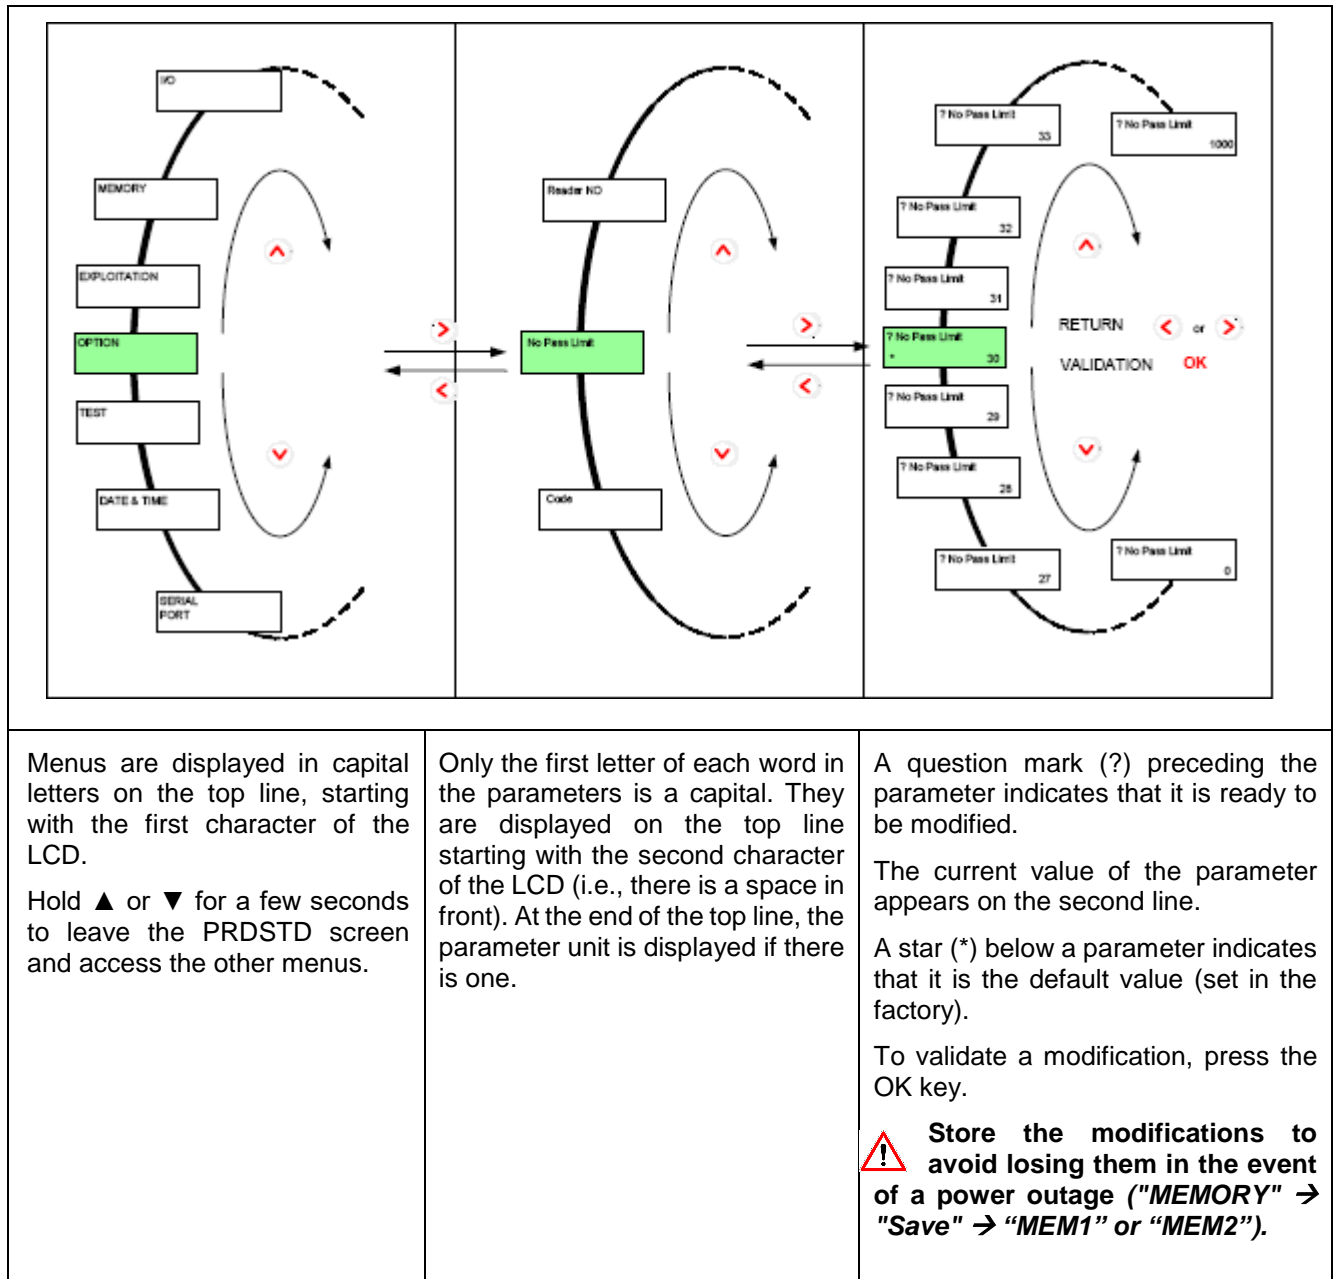 I/O
MEMORY
EXPLOITATION
OPTION
TEST
DATE & TIME
SERIAL
PORT
Reader NO
No Pass Limit
Code
? No Pass Limit
33
? No Pass Limit
1000
? No Pass Limit
32
? No Pass Limit
31
? No Pass Limit
* 30
? No Pass Limit
29
? No Pass Limit
28
? No Pass Limit
27
? No Pass Limit
0
RETURN < or >
VALIDATION OK
Menus are displayed in capital
letters on the top line, starting
with the first character of the
LCD.
Hold ▲ or ▼ for a few seconds
to leave the PRDSTD screen
and access the other menus.
Only the first letter of each word in
the parameters is a capital. They
are displayed on the top line
starting with the second character
of the LCD (i.e., there is a space in
front). At the end of the top line, the
parameter unit is displayed if there
is one.
A question mark (?) preceding the
parameter indicates that it is ready to
be modified.
The current value of the parameter
appears on the second line.
A star (*) below a parameter indicates
that it is the default value (set in the
factory).
To validate a modification, press the
OK key.
Store the modifications to
avoid losing them in the event
of a power outage ("MEMORY" →
"Save" → “MEM1” or “MEM2”).